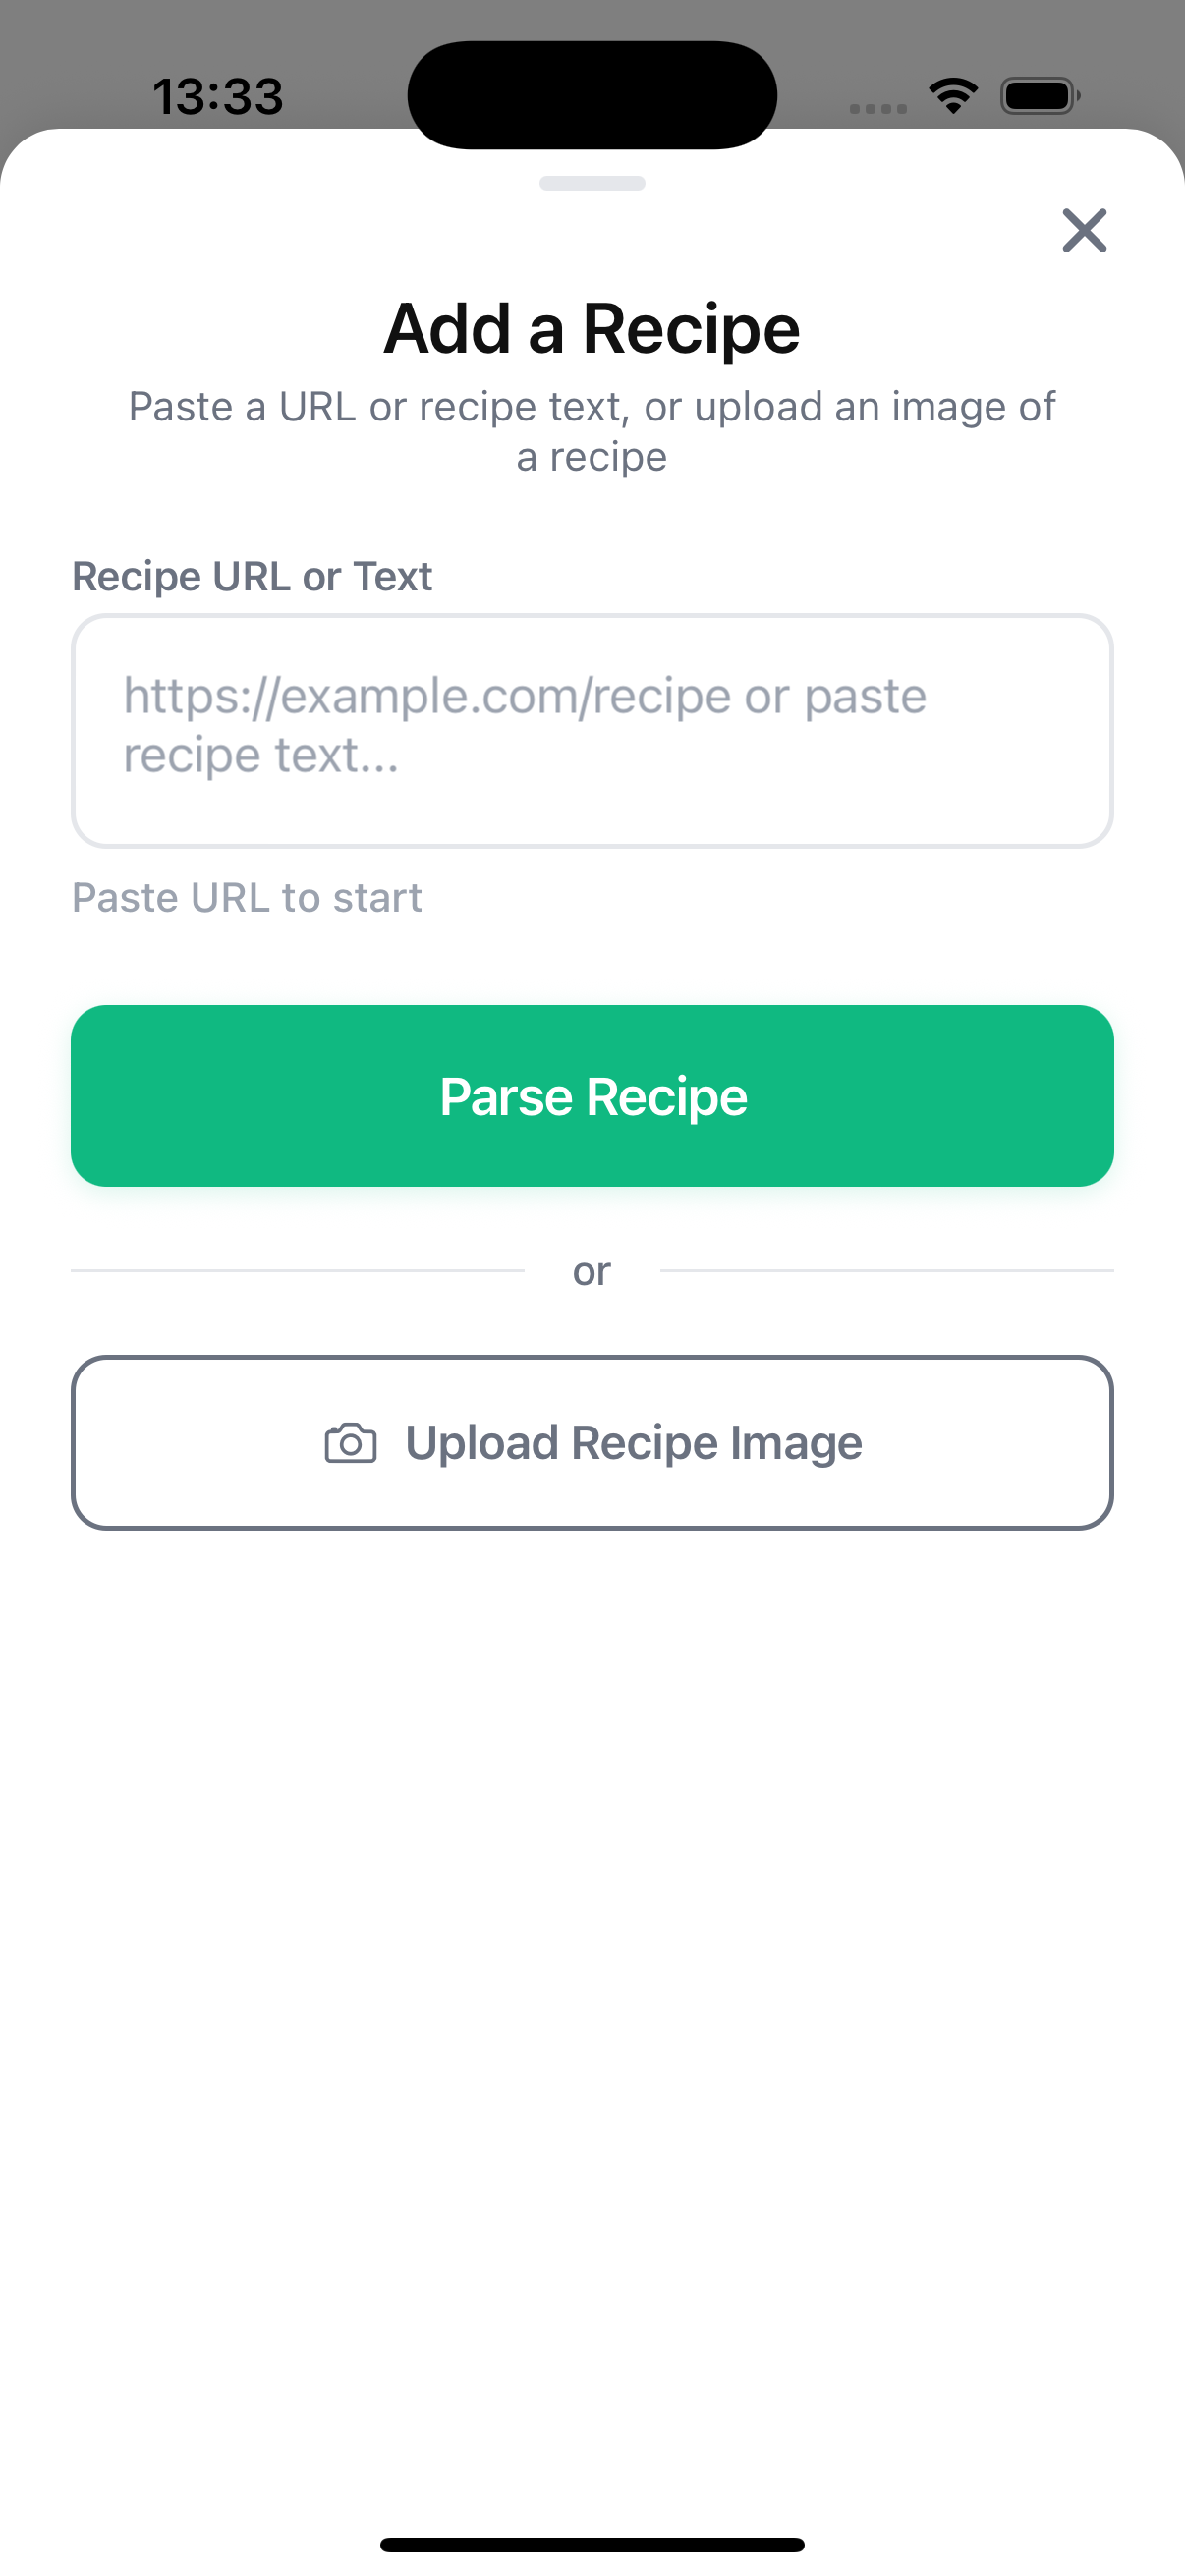 13:33
Add a Recipe
Paste a URL or recipe text, or upload an image of
a recipe
Recipe URL or Text
https://example.com/recipe or paste
recipe text...
Paste URL to start
Parse Recipe
or
Upload Recipe Image